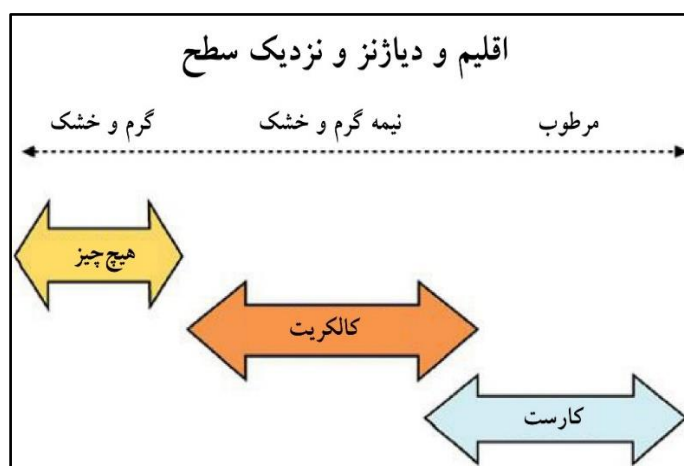 اقلیم و دیاژنز و نزدیک سطح
مرطوب نیمه گرم و خشک گرم و خشک
هیچ‌چیز
کالکریت
کارست